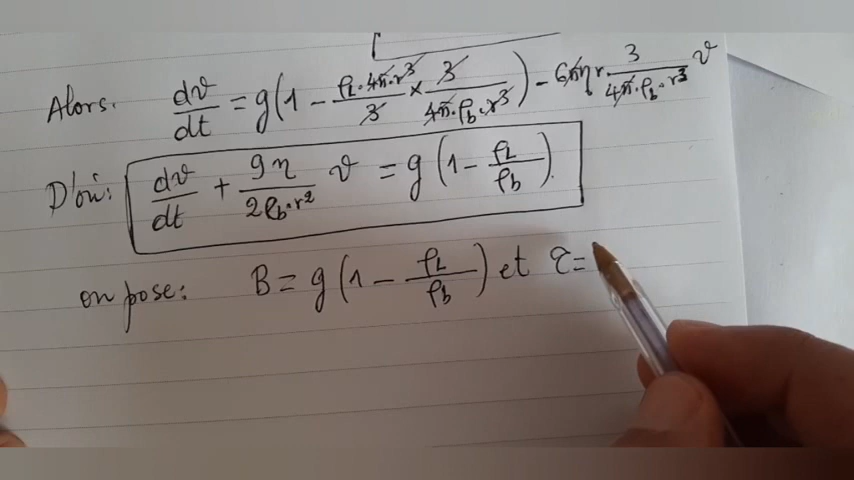 Alors. dv/dt = g(1 - ρL·4π·r³/3 × 3/4π·ρb·r³) - 6πηr 3/4π·ρb·r³ v
D'où: dv/dt + 9η/2ρb·r² v = g(1 - ρL/ρb).
on pose: B = g(1 - ρL/ρb) et τ =